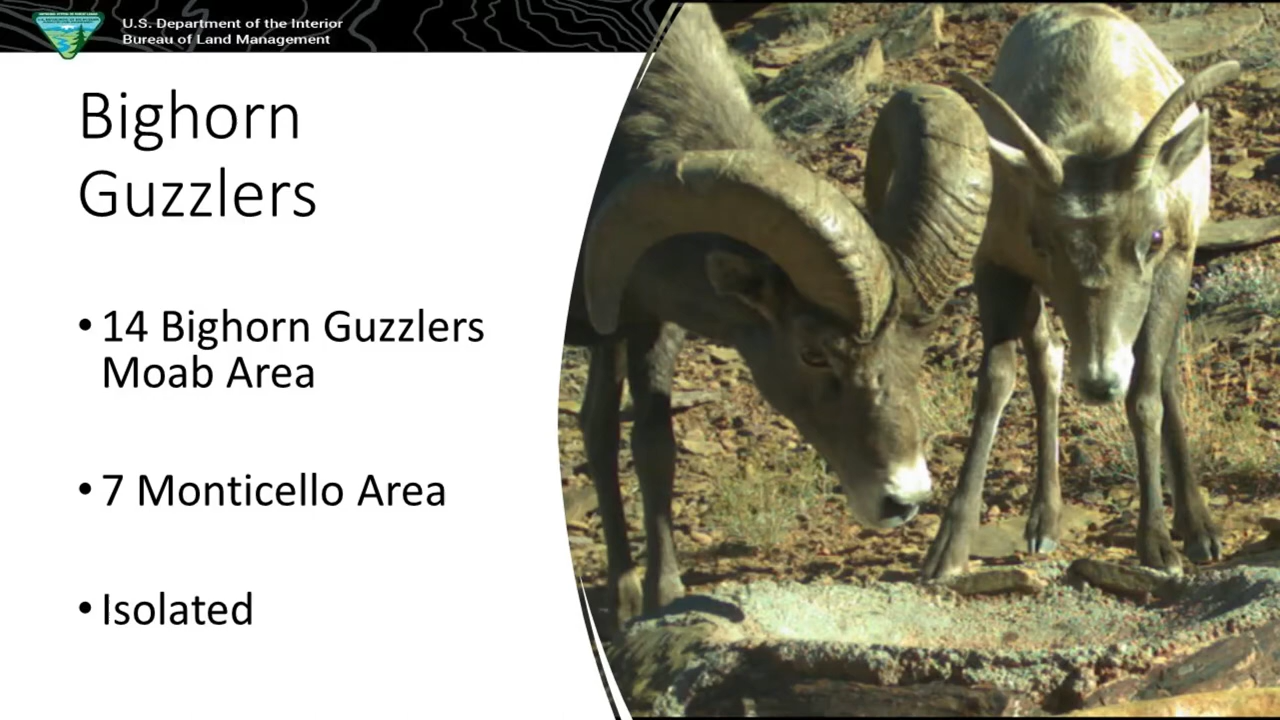 U.S. Department of the Interior
Bureau of Land Management
Bighorn
Guzzlers
• 14 Bighorn Guzzlers
Moab Area
• 7 Monticello Area
• Isolated